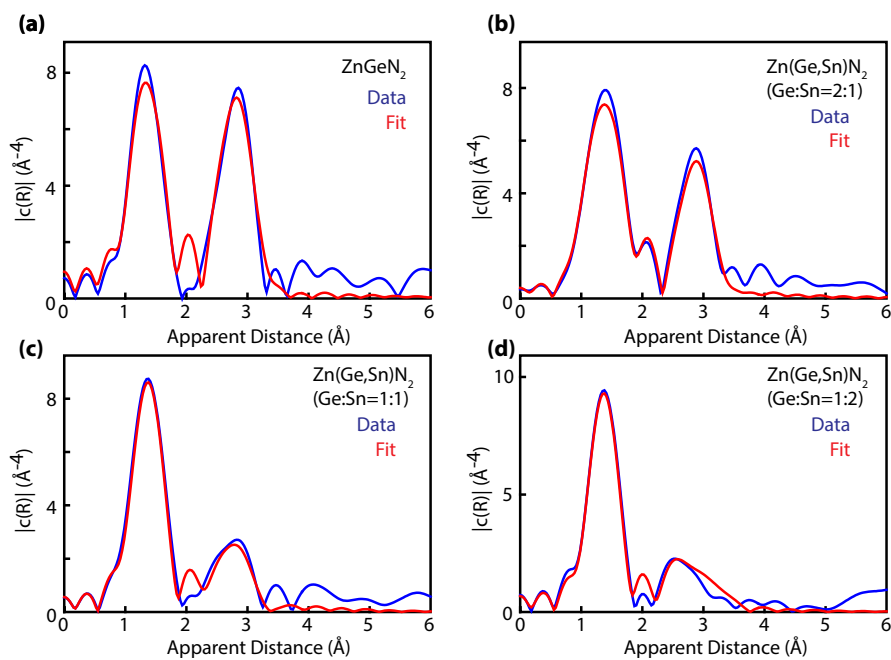 (a)
ZnGeN₂
Data
Fit
|c(R)| (Å⁻⁴)
8
4
0
0 1 2 3 4 5 6
Apparent Distance (Å)
(b)
Zn(Ge,Sn)N₂
(Ge:Sn=2:1)
Data
Fit
|c(R)| (Å⁻⁴)
8
4
0
0 1 2 3 4 5 6
Apparent Distance (Å)
(c)
Zn(Ge,Sn)N₂
(Ge:Sn=1:1)
Data
Fit
|c(R)| (Å⁻⁴)
8
4
0
0 1 2 3 4 5 6
Apparent Distance (Å)
(d)
Zn(Ge,Sn)N₂
(Ge:Sn=1:2)
Data
Fit
|c(R)| (Å⁻⁴)
10
5
0
0 1 2 3 4 5 6
Apparent Distance (Å)